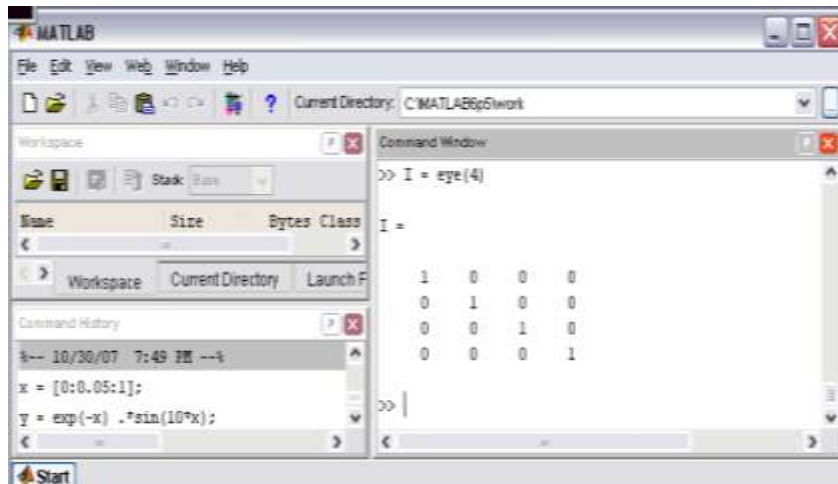 MATLAB
File Edit View Web Window Help
? Current Directory: C:\MATLAB6p5\work
Workspace
Stack: Base
Name Size Bytes Class
Workspace Current Directory Launch P
Command History
%-- 10/30/07 7:49 PM --%
x = [0:0.05:1];
y = exp(-x) .*sin(10*x);
Command Window
>> I = eye(4)
I =
1 0 0 0
0 1 0 0
0 0 1 0
0 0 0 1
>>
Start